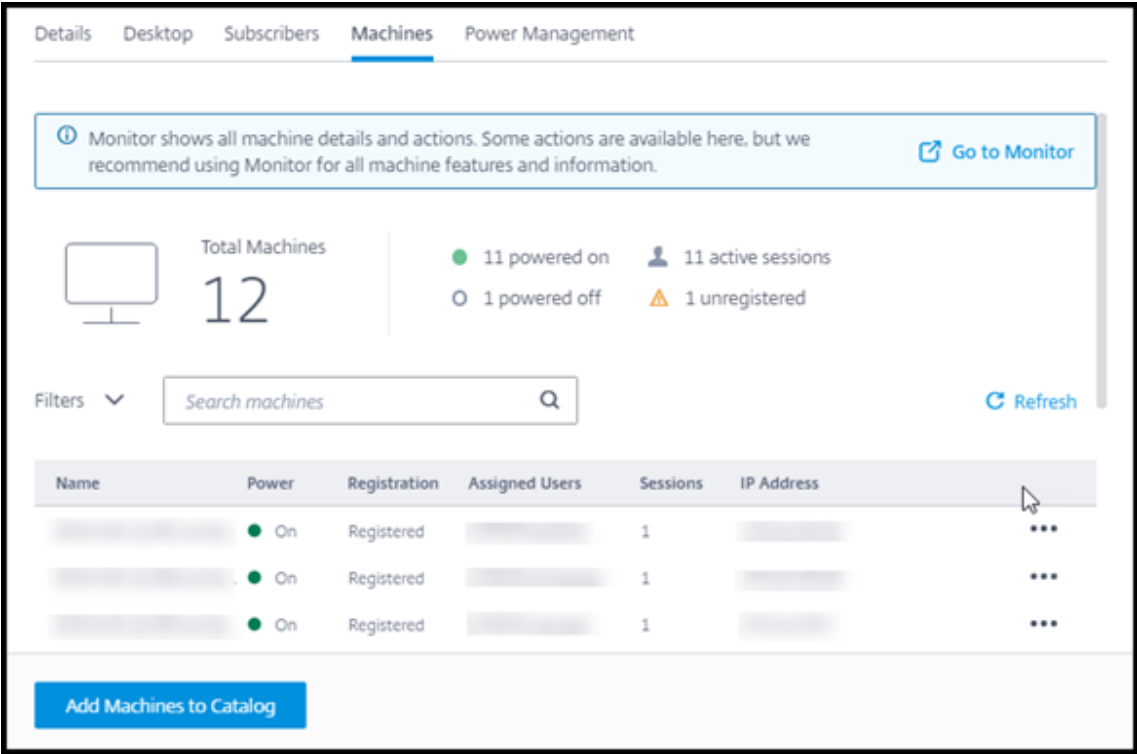 Details Desktop Subscribers Machines Power Management
Monitor shows all machine details and actions. Some actions are available here, but we
recommend using Monitor for all machine features and information.
Go to Monitor
Total Machines
12
11 powered on
11 active sessions
1 powered off
1 unregistered
Filters
Search machines
Refresh
Name Power Registration Assigned Users Sessions IP Address
On Registered 1
On Registered 1
On Registered 1
Add Machines to Catalog